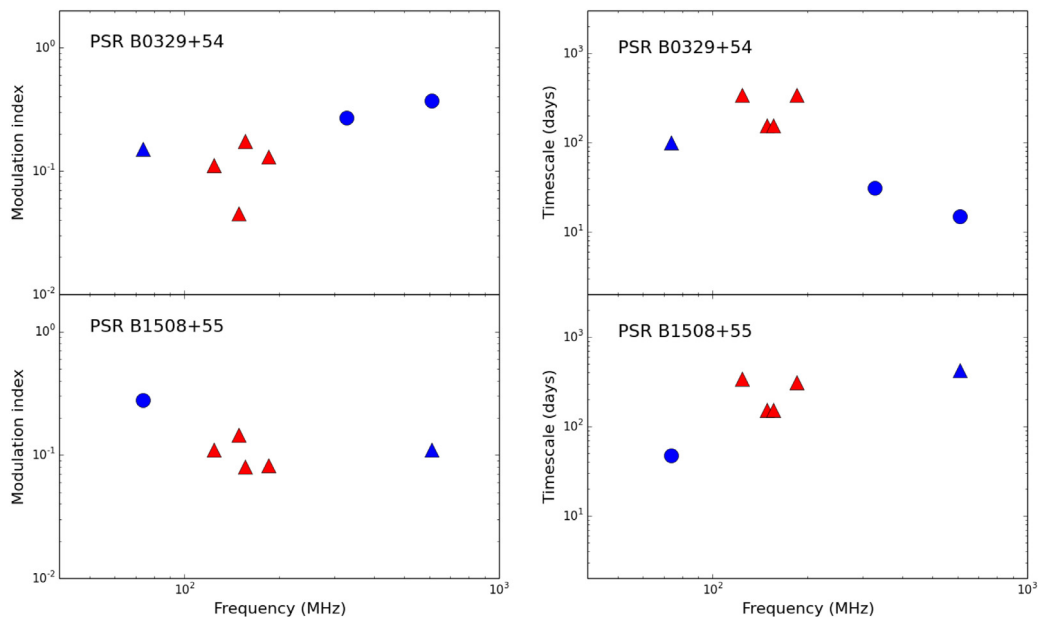 PSR B0329+54
Modulation index
10⁰
10⁻¹
10⁻²
PSR B0329+54
Timescale (days)
10³
10²
10¹
PSR B1508+55
Modulation index
10⁰
10⁻¹
10⁻²
10²
10³
Frequency (MHz)
PSR B1508+55
Timescale (days)
10³
10²
10¹
10²
10³
Frequency (MHz)